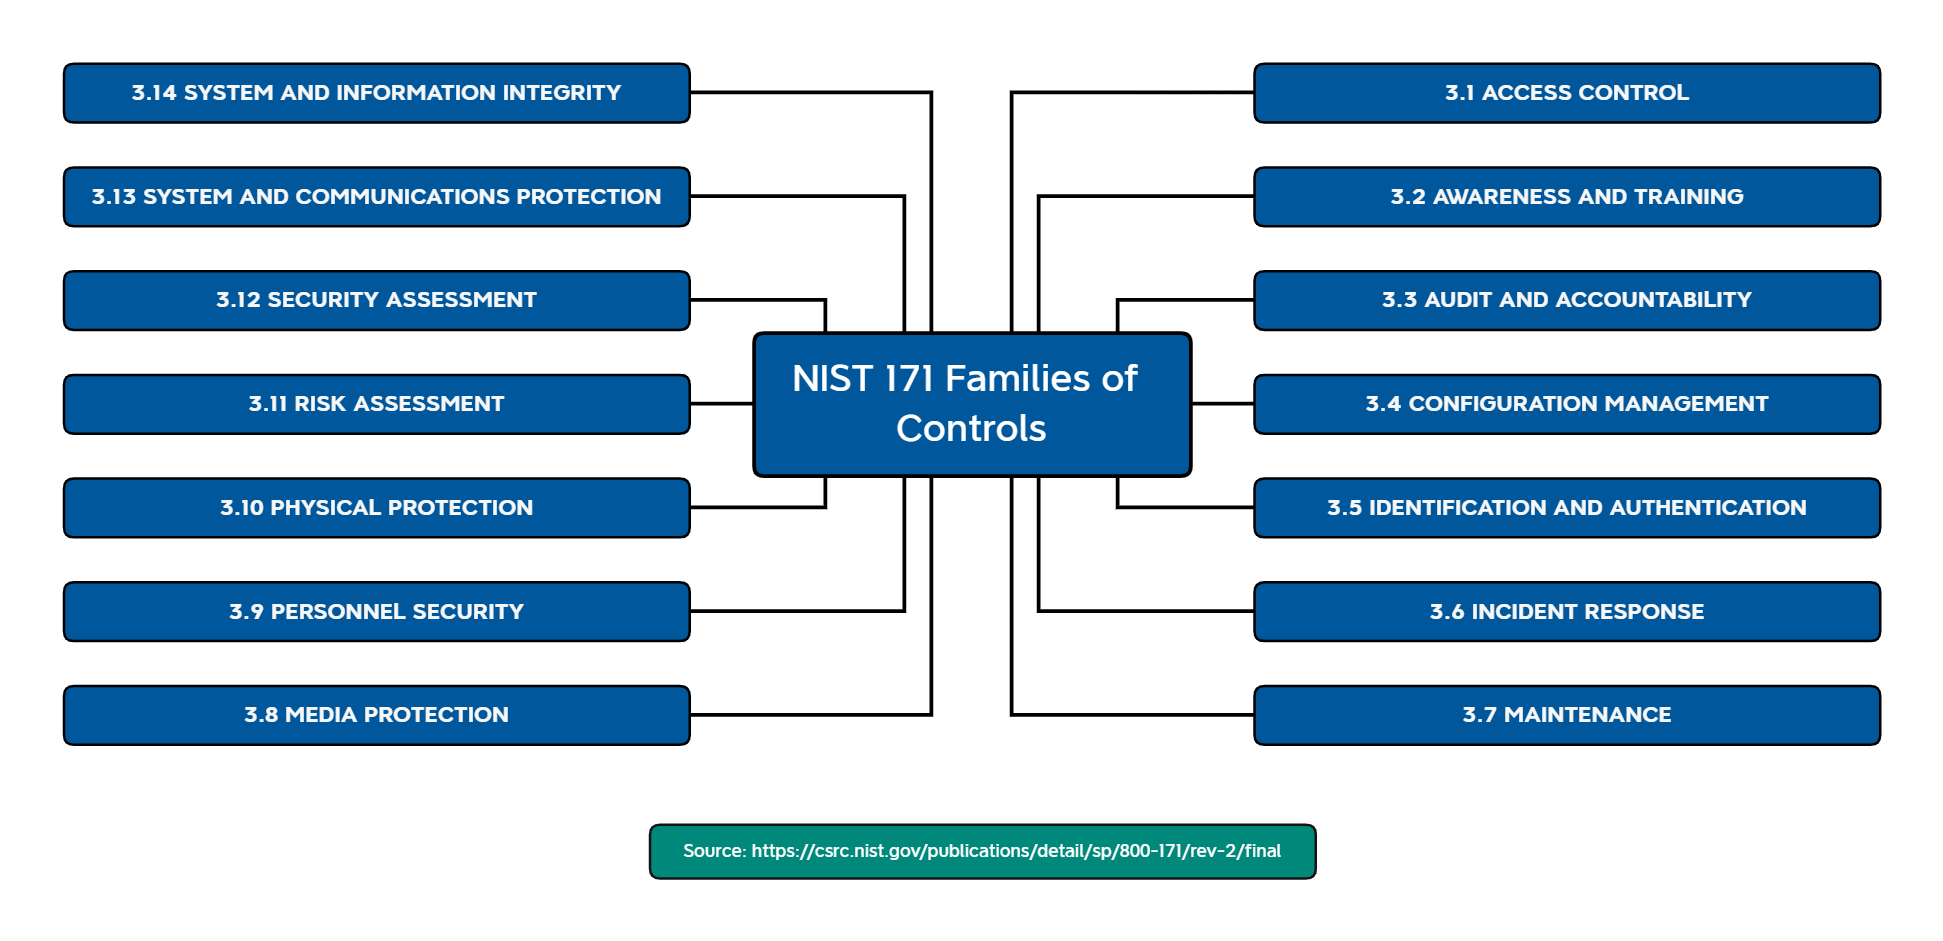 3.14 SYSTEM AND INFORMATION INTEGRITY
3.13 SYSTEM AND COMMUNICATIONS PROTECTION
3.12 SECURITY ASSESSMENT
3.11 RISK ASSESSMENT
3.10 PHYSICAL PROTECTION
3.9 PERSONNEL SECURITY
3.8 MEDIA PROTECTION
NIST 171 Families of
Controls
3.1 ACCESS CONTROL
3.2 AWARENESS AND TRAINING
3.3 AUDIT AND ACCOUNTABILITY
3.4 CONFIGURATION MANAGEMENT
3.5 IDENTIFICATION AND AUTHENTICATION
3.6 INCIDENT RESPONSE
3.7 MAINTENANCE
Source: https://csrc.nist.gov/publications/detail/sp/800-171/rev-2/final